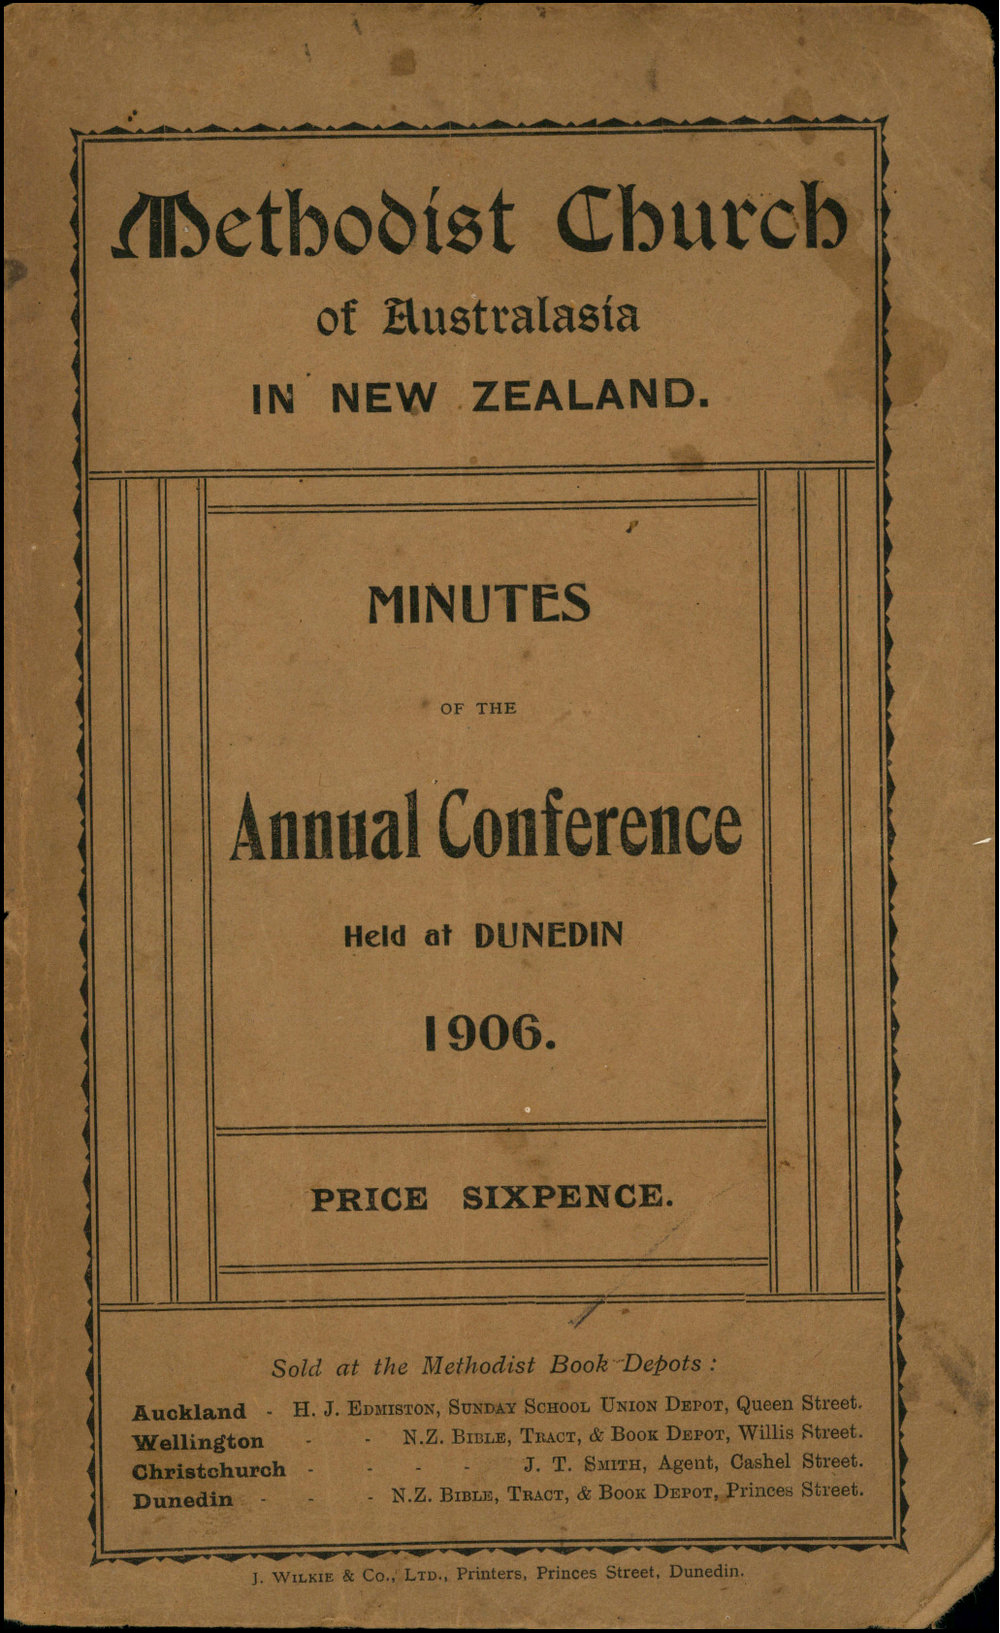 Methodist Church
of Australasia
IN NEW ZEALAND.
MINUTES
OF THE
Annual Conference
Held at DUNEDIN
1906.
PRICE SIXPENCE.
Sold at the Methodist Book Depots:
Auckland - H. J. EDMISTON, SUNDAY SCHOOL UNION DEPOT, Queen Street.
Wellington - - N.Z. BIBLE, TRACT, & BOOK DEPOT, Willis Street.
Christchurch - - - - J. T. SMITH, Agent, Cashel Street.
Dunedin - - - N.Z. BIBLE, TRACT, & BOOK DEPOT, Princes Street.
J. WILKIE & CO., LTD., Printers, Princes Street, Dunedin.